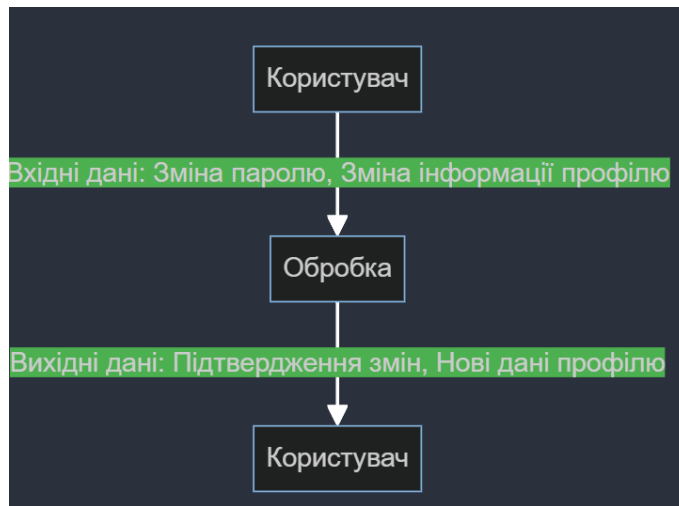 Користувач
Вхідні дані: Зміна паролю, Зміна інформації профілю
Обробка
Вихідні дані: Підтвердження змін, Нові дані профілю
Користувач